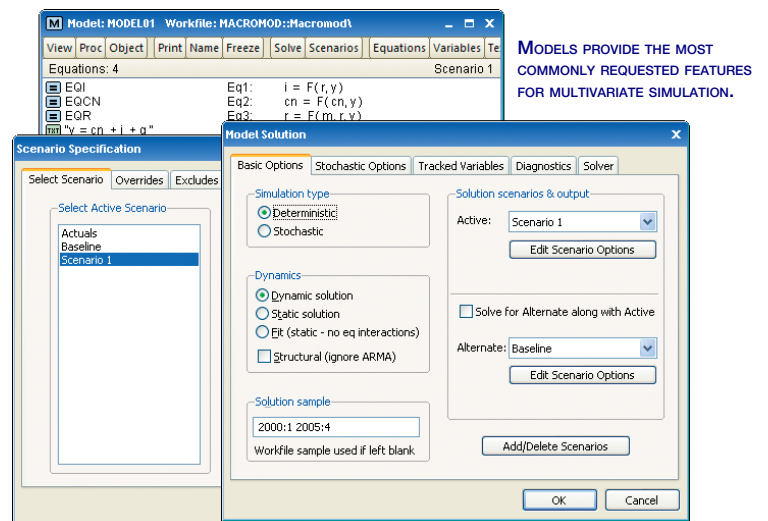 Model: MODEL01 Workfile: MACROMOD::Macromod\
View Proc Object Print Name Freeze Solve Scenarios Equations Variables
Equations: 4 Scenario 1
EQI Eq1: i = F(r,y)
EQCN Eq2: cn = F(cn,y)
EQR Eq3: r = F(m,r,y)
TXT "y = cn + i + g"
MODELS PROVIDE THE MOST
COMMONLY REQUESTED FEATURES
FOR MULTIVARIATE SIMULATION.
Scenario Specification
Select Scenario Overrides Excludes
Select Active Scenario
Actuals
Baseline
Scenario 1
Model Solution
Basic Options Stochastic Options Tracked Variables Diagnostics Solver
Simulation type
Deterministic
Stochastic
Dynamics
Dynamic solution
Static solution
Fit (static - no eq interactions)
Structural (ignore ARMA)
Solution sample
2000:1 2005:4
Workfile sample used if left blank
Solution scenarios & output
Active: Scenario 1
Edit Scenario Options
Solve for Alternate along with Active
Alternate: Baseline
Edit Scenario Options
Add/Delete Scenarios
OK Cancel